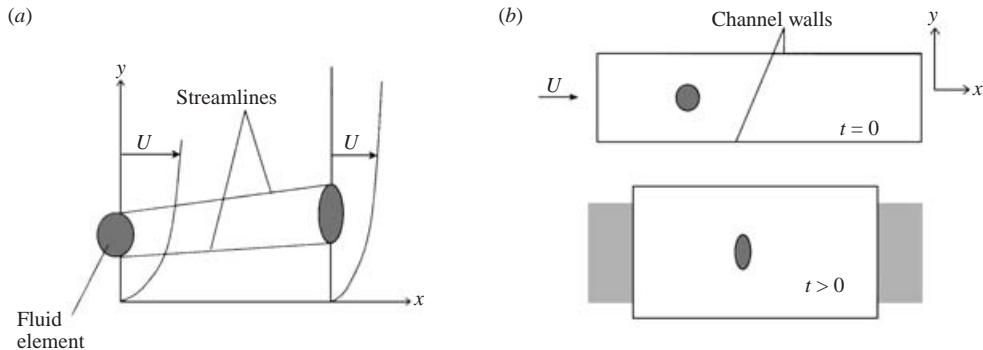 (a)
y
Streamlines
U
U
x
Fluid
element
(b)
Channel walls
y
U
x
t = 0
t > 0